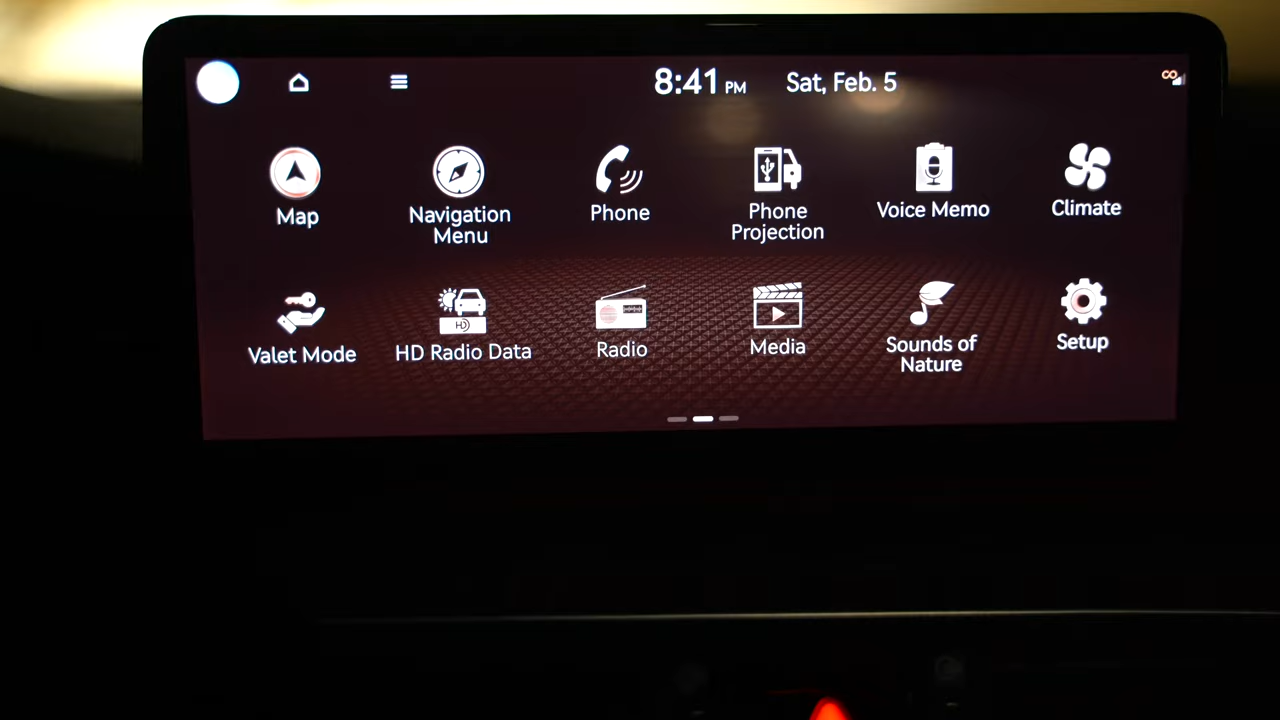 8:41 PM Sat, Feb. 5
Map
Navigation
Menu
Phone
Phone
Projection
Voice Memo
Climate
Valet Mode
HD
HD Radio Data
Radio
Media
Sounds of
Nature
Setup